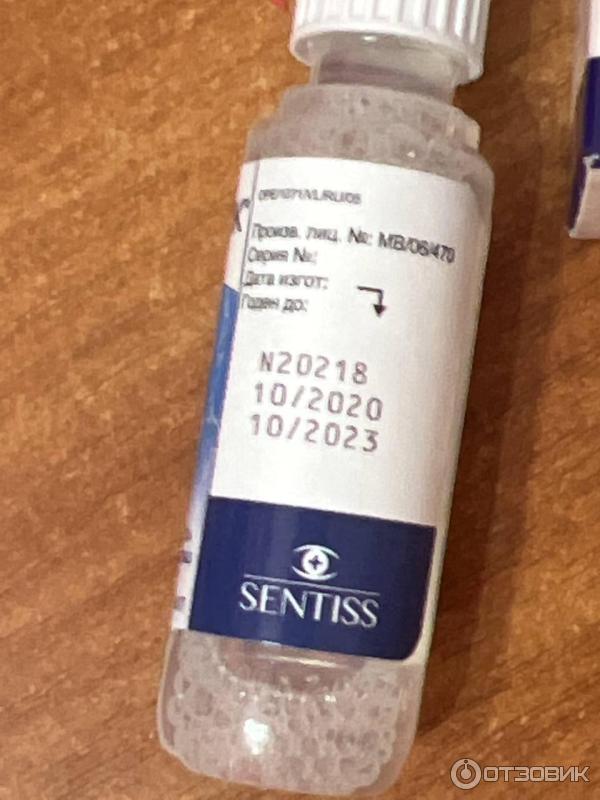 Произв. лиц. №: MB/06/470
Серия №:
Дата изгот:
Годен до:
N20218
10/2020
10/2023
SENTISS
ОТЗОВИК